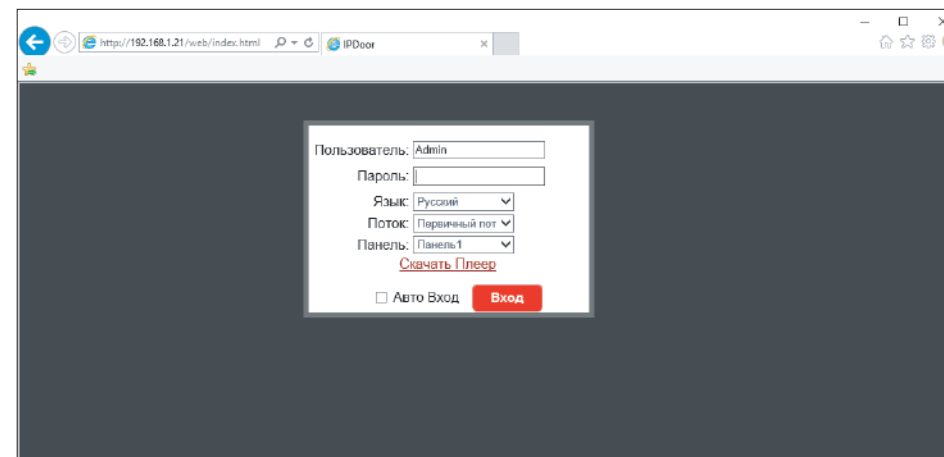 http://192.168.1.21/web/index.html
IPDoor
Пользователь: Admin
Пароль:
Язык: Русский
Поток: Первичный пот
Панель: Панель1
Скачать Плеер
Авто Вход Вход